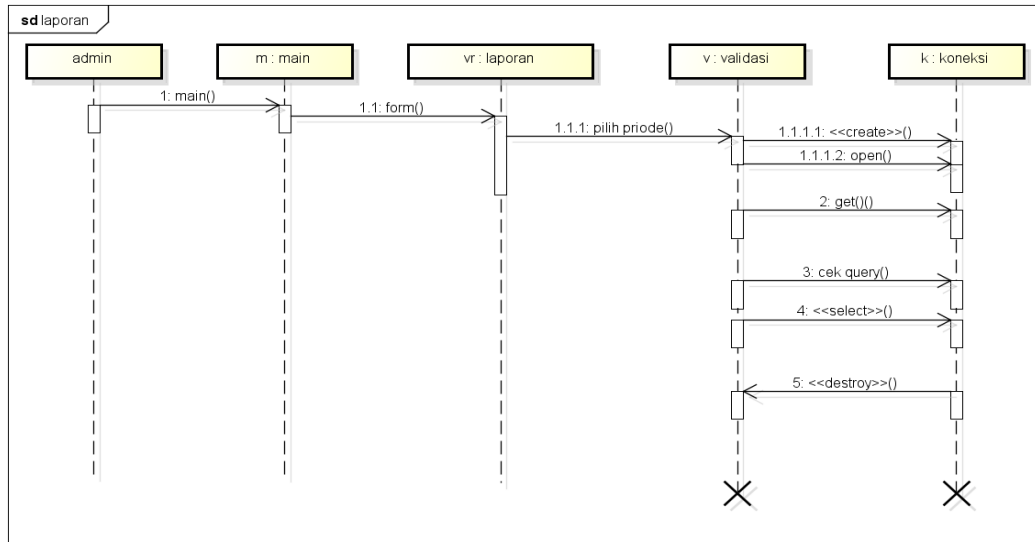 sd laporan
admin
m : main
vr : laporan
v : validasi
k : koneksi
1: main()
1.1: form()
1.1.1: pilih priode()
1.1.1.1: <<create>>()
1.1.1.2: open()
2: get()()
3: cek query()
4: <<select>>()
5: <<destroy>>()